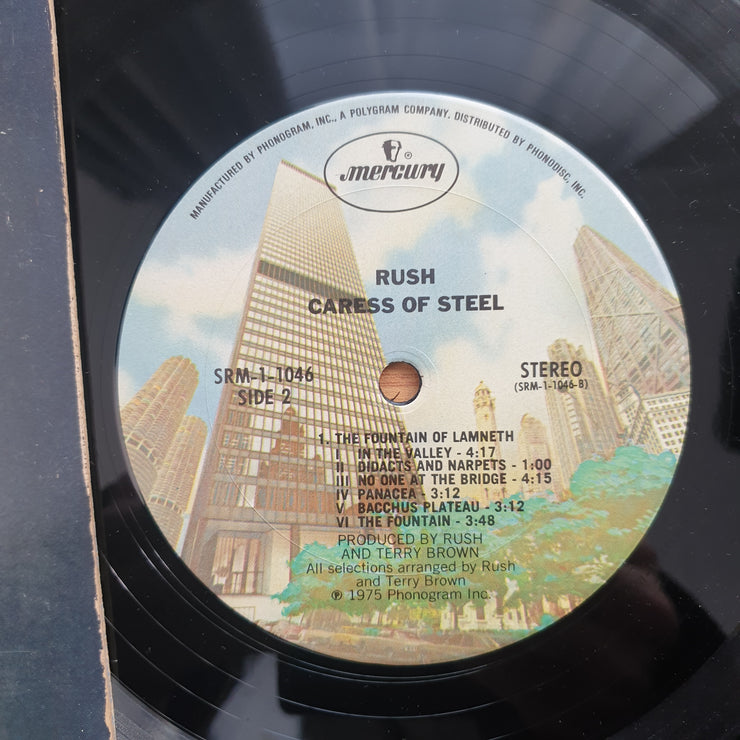 MANUFACTURED BY PHONOGRAM, INC., A POLYGRAM COMPANY. DISTRIBUTED BY PHONODISC, INC.
®
mercury
RUSH
CARESS OF STEEL
SRM-1-1046
SIDE 2
STEREO
(SRM-1-1046-B)
1. THE FOUNTAIN OF LAMNETH
I IN THE VALLEY - 4:17
II DIDACTS AND NARPETS - 1:00
III NO ONE AT THE BRIDGE - 4:15
IV PANACEA - 3:12
V BACCHUS PLATEAU - 3:12
VI THE FOUNTAIN - 3:48
PRODUCED BY RUSH
AND TERRY BROWN
All selections arranged by Rush
and Terry Brown
℗ 1975 Phonogram Inc.